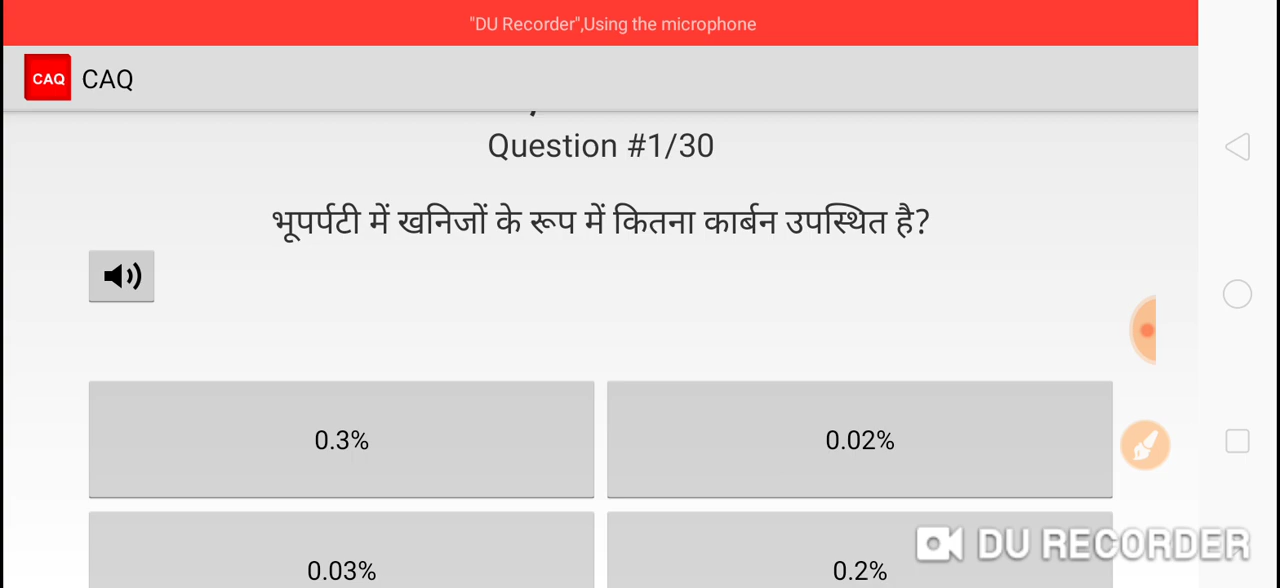 "DU Recorder",Using the microphone
CAQ CAQ
Question #1/30
भूपर्पटी में खनिजों के रूप में कितना कार्बन उपस्थित है?
0.3% 0.02%
0.03% 0.2%
DU RECORDER